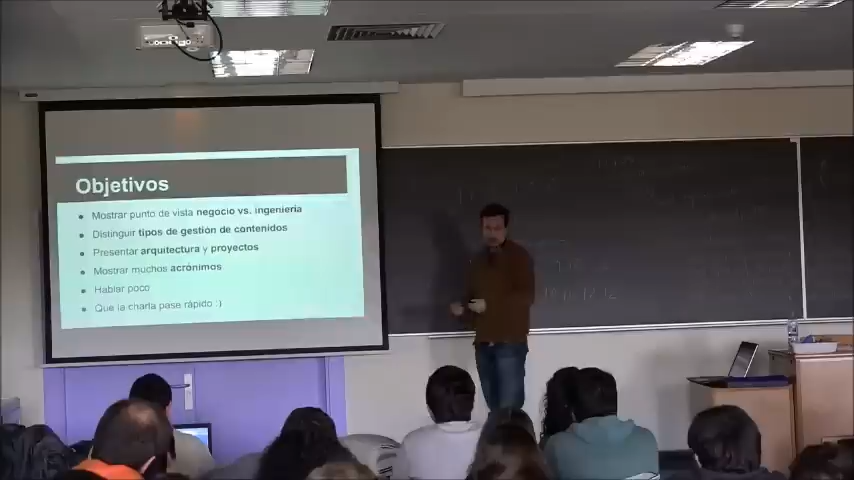 Objetivos
Mostrar punto de vista negocio vs. ingeniería
Distinguir tipos de gestión de contenidos
Presentar arquitectura y proyectos
Mostrar muchos acrónimos
Hablar poco
Que la charla pase rápido :)